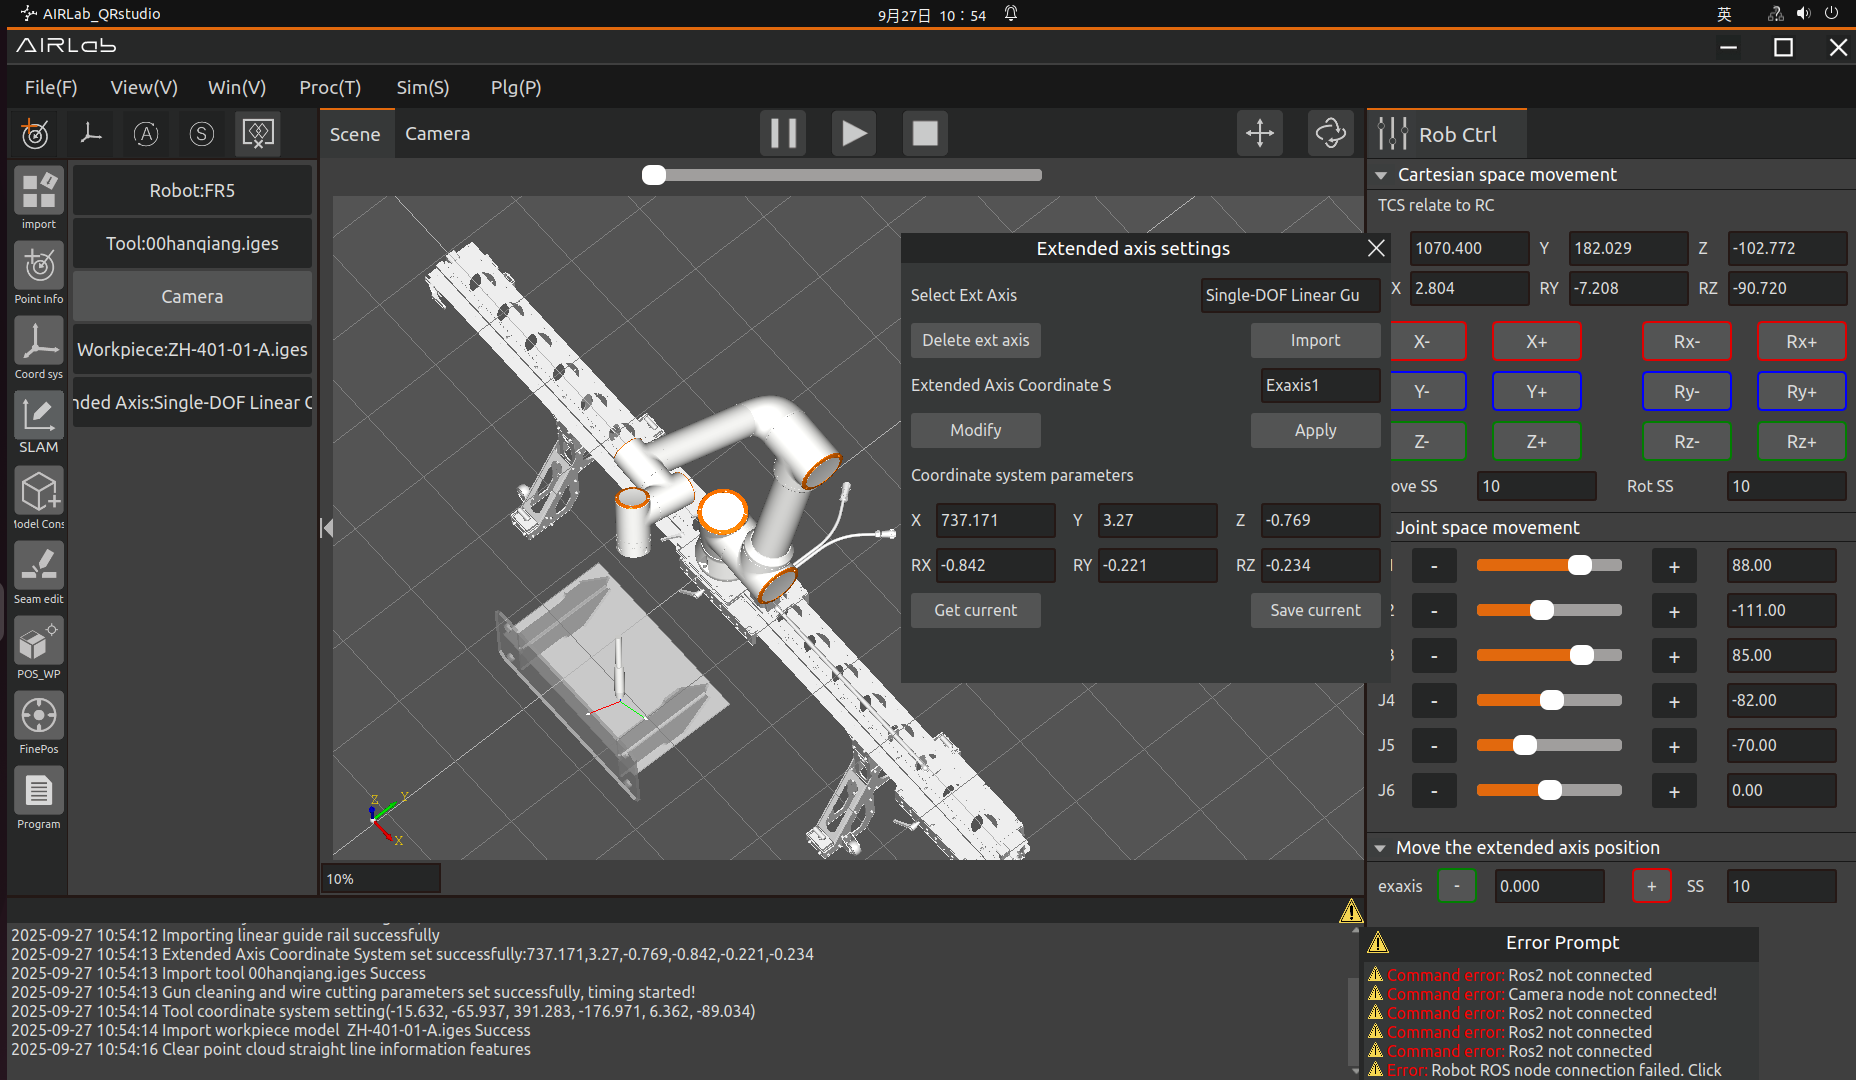 AIRLab_QRstudio
9月27日 10：54
英
AIRLab
File(F) View(V) Win(V) Proc(T) Sim(S) Plg(P)
A S
Scene Camera
Rob Ctrl
import
Point Info
Coord sys
SLAM
Model Cons
Seam edit
POS_WP
FinePos
Program
Robot:FR5
Tool:00hanqiang.iges
Camera
Workpiece:ZH-401-01-A.iges
nded Axis:Single-DOF Linear G
Z Y X
10%
Extended axis settings
Select Ext Axis Single-DOF Linear Gu
Delete ext axis Import
Extended Axis Coordinate S Exaxis1
Modify Apply
Coordinate system parameters
X 737.171 Y 3.27 Z -0.769
RX -0.842 RY -0.221 RZ -0.234
Get current Save current
Cartesian space movement
TCS relate to RC
1070.400 Y 182.029 Z -102.772
X 2.804 RY -7.208 RZ -90.720
X- X+ Rx- Rx+
Y- Y+ Ry- Ry+
Z- Z+ Rz- Rz+
ove SS 10 Rot SS 10
Joint space movement
- + 88.00
2 - + -111.00
3 - + 85.00
J4 - + -82.00
J5 - + -70.00
J6 - + 0.00
Move the extended axis position
exaxis - 0.000 + SS 10
2025-09-27 10:54:12 Importing linear guide rail successfully
2025-09-27 10:54:13 Extended Axis Coordinate System set successfully:737.171,3.27,-0.769,-0.842,-0.221,-0.234
2025-09-27 10:54:13 Import tool 00hanqiang.iges Success
2025-09-27 10:54:13 Gun cleaning and wire cutting parameters set successfully, timing started!
2025-09-27 10:54:14 Tool coordinate system setting(-15.632, -65.937, 391.283, -176.971, 6.362, -89.034)
2025-09-27 10:54:14 Import workpiece model  ZH-401-01-A.iges Success
2025-09-27 10:54:16 Clear point cloud straight line information features
Error Prompt
Command error: Ros2 not connected
Command error: Camera node not connected!
Command error: Ros2 not connected
Command error: Ros2 not connected
Command error: Ros2 not connected
Error: Robot ROS node connection failed. Click